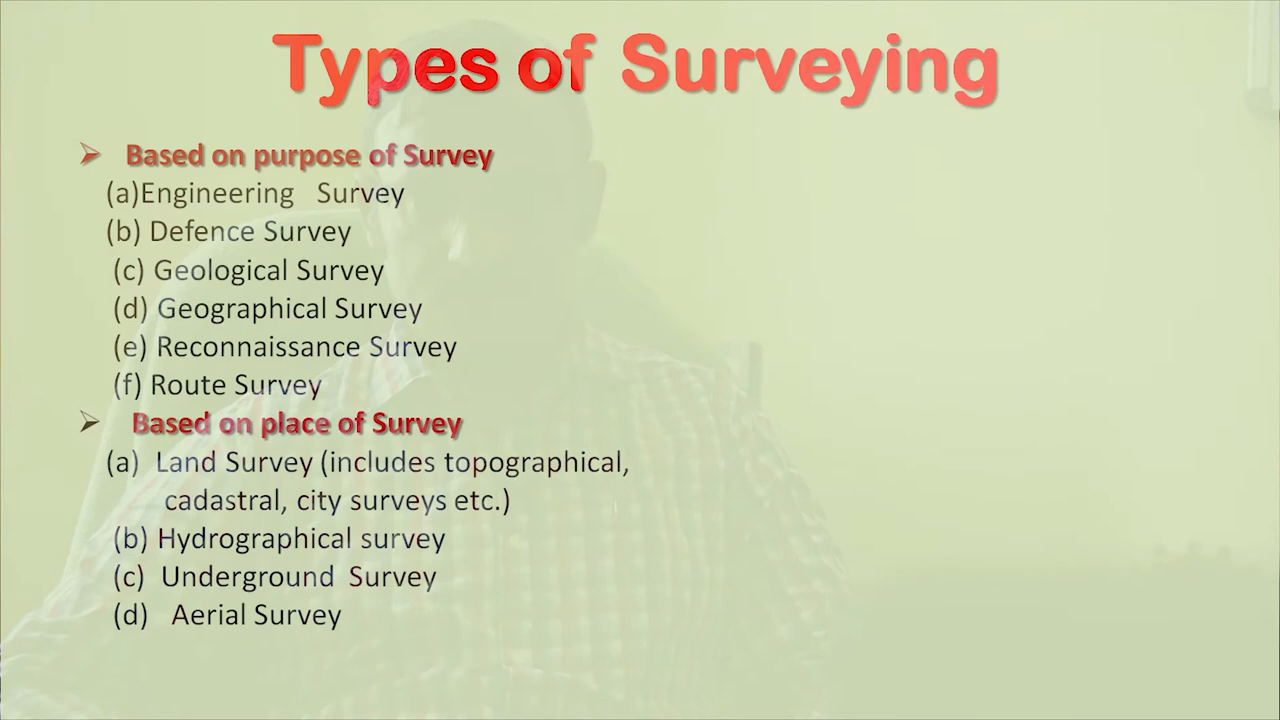 Types of Surveying
Based on purpose of Survey
(a)Engineering Survey
(b) Defence Survey
(c) Geological Survey
(d) Geographical Survey
(e) Reconnaissance Survey
(f) Route Survey
Based on place of Survey
(a) Land Survey (includes topographical,
cadastral, city surveys etc.)
(b) Hydrographical survey
(c) Underground Survey
(d) Aerial Survey